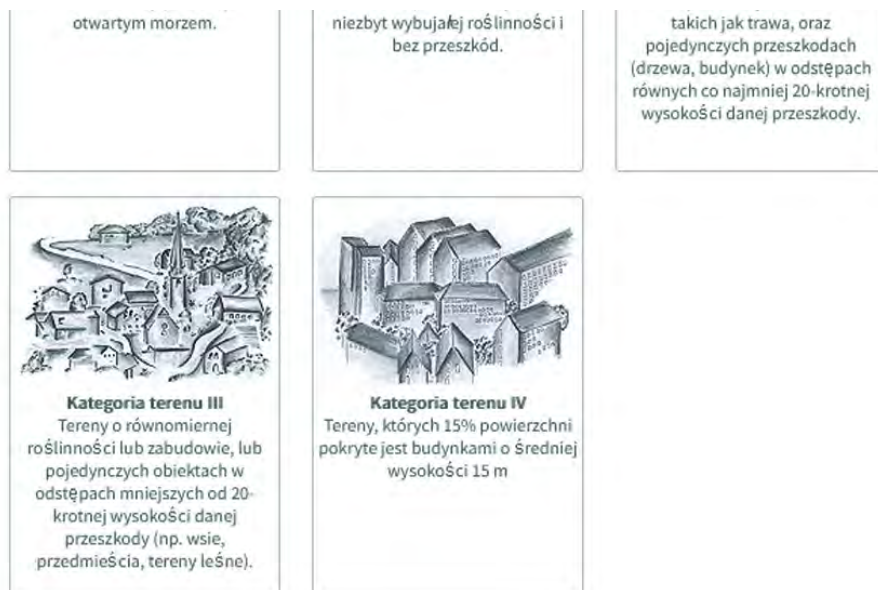 otwartym morzem.
niezbyt wybujałej roślinności i
bez przeszkód.
takich jak trawa, oraz
pojedynczych przeszkodach
(drzewa, budynek) w odstępach
równych co najmniej 20-krotnej
wysokości danej przeszkody.
Kategoria terenu III
Tereny o równomiernej
roślinności lub zabudowie, lub
pojedynczych obiektach w
odstępach mniejszych od 20-
krotnej wysokości danej
przeszkody (np. wsie,
przedmieścia, tereny leśne).
Kategoria terenu IV
Tereny, których 15% powierzchni
pokryte jest budynkami o średniej
wysokości 15 m